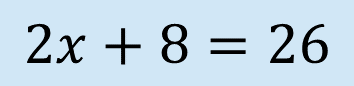 2x + 8 = 26